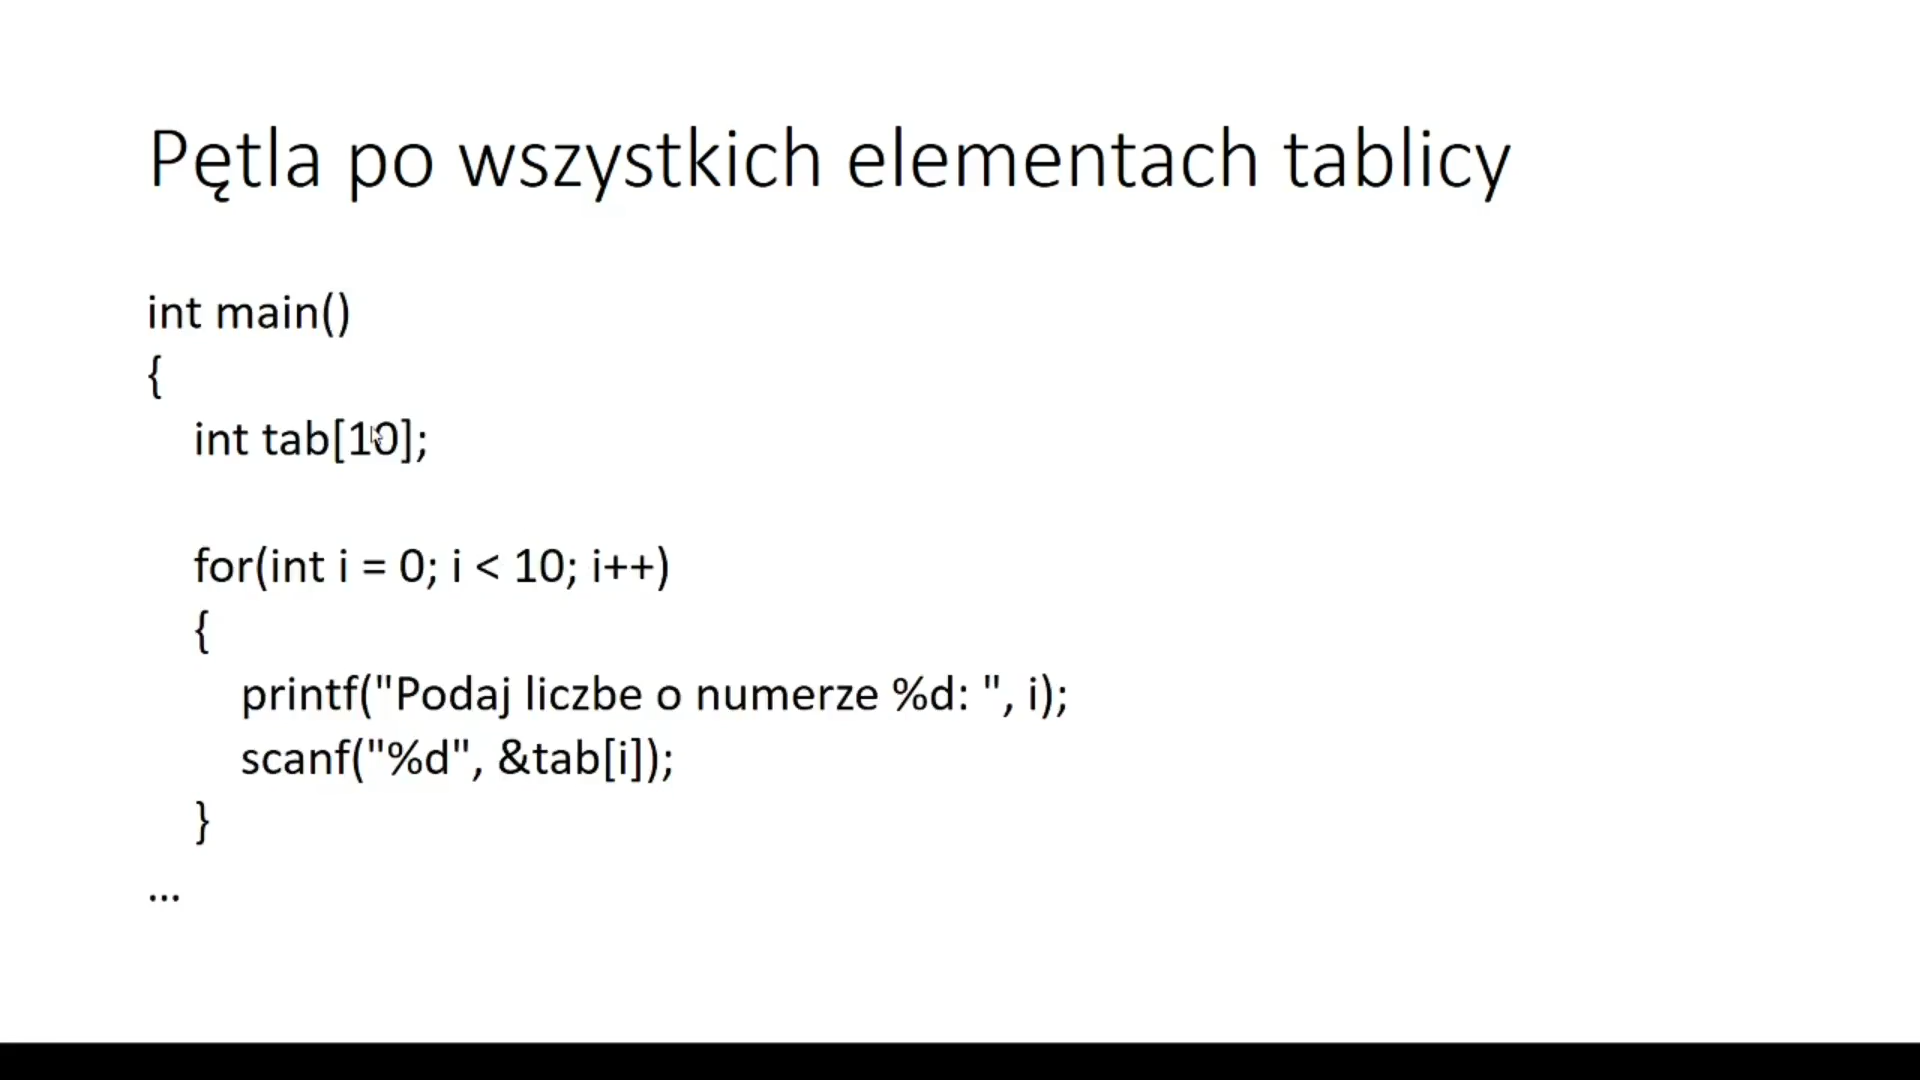 Pętla po wszystkich elementach tablicy
int main()
{
int tab[10];
for(int i = 0; i < 10; i++)
{
printf("Podaj liczbe o numerze %d: ", i);
scanf("%d", &tab[i]);
}
...